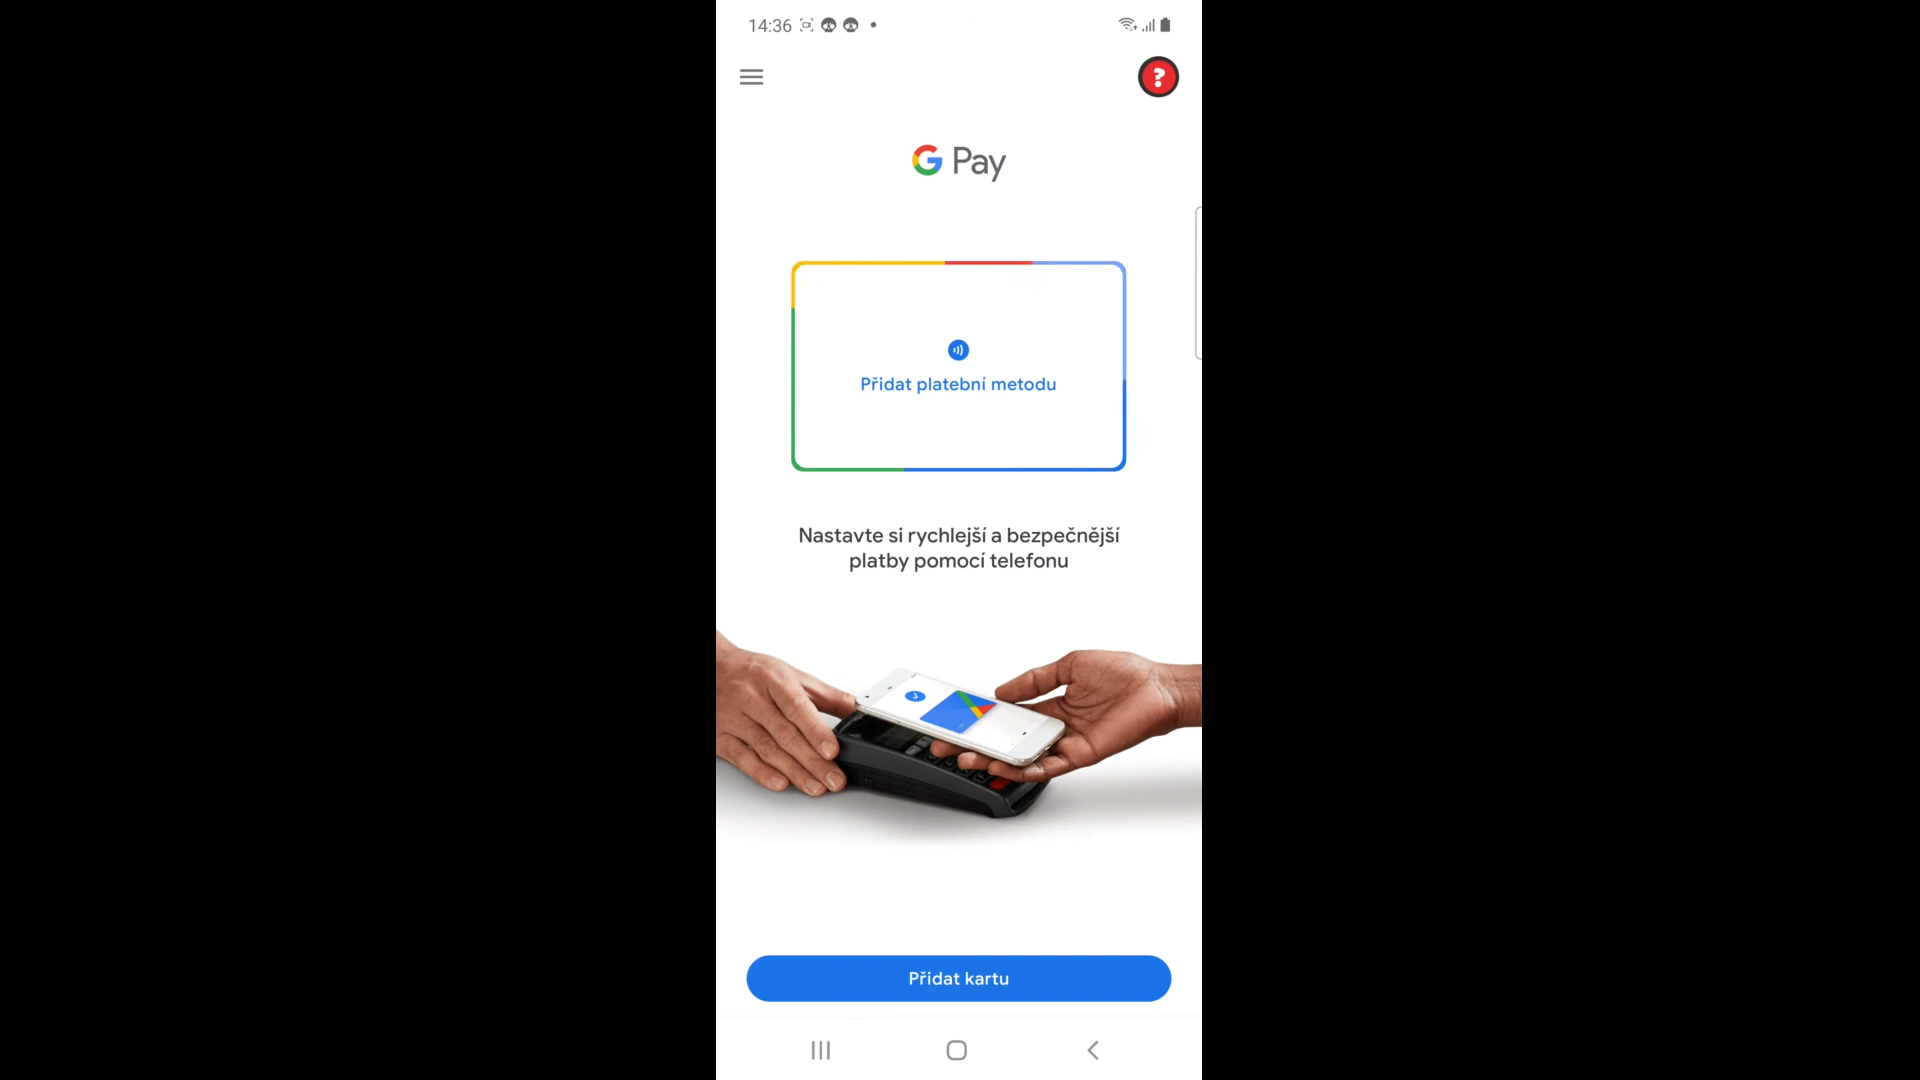 14:36
?
G Pay
Přidat platební metodu
Nastavte si rychlejší a bezpečnější
platby pomocí telefonu
Přidat kartu